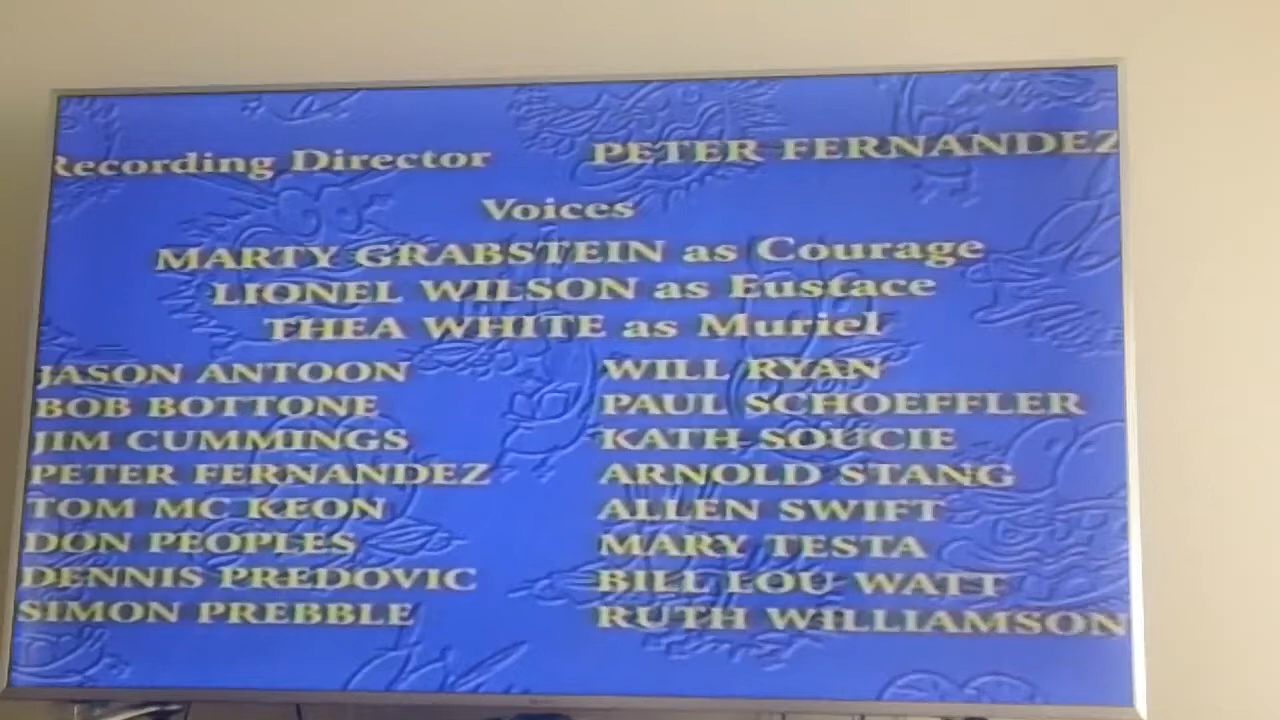 Recording Director PETER FERNANDEZ
Voices
MARTY GRABSTEIN as Courage
LIONEL WILSON as Eustace
THEA WHITE as Muriel
JASON ANTOON WILL RYAN
BOB BOTTONE PAUL SCHOEFFLER
JIM CUMMINGS KATH SOUCIE
PETER FERNANDEZ ARNOLD STANG
TOM MC KEON ALLEN SWIFT
DON PEOPLES MARY TESTA
DENNIS PREDOVIC BILL LOU WATT
SIMON PREBBLE RUTH WILLIAMSON